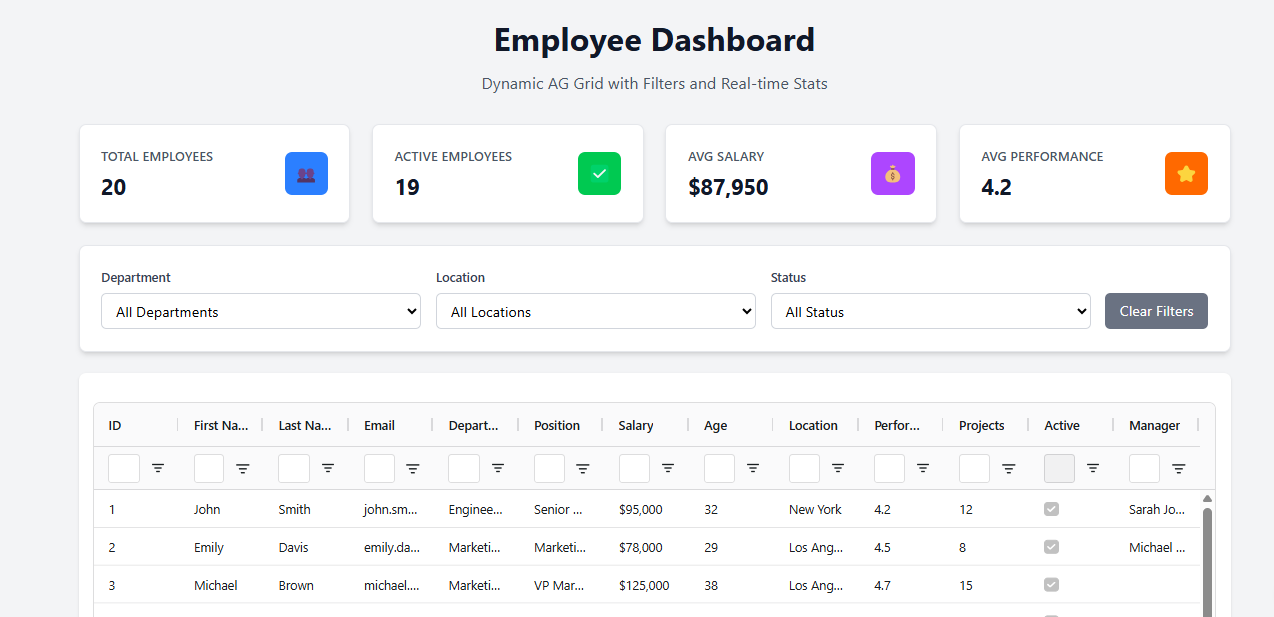 Employee Dashboard
Dynamic AG Grid with Filters and Real-time Stats
TOTAL EMPLOYEES
20
ACTIVE EMPLOYEES
19
AVG SALARY
$87,950
AVG PERFORMANCE
4.2
Department
All Departments
Location
All Locations
Status
All Status
Clear Filters
ID First Na... Last Na... Email Depart... Position Salary Age Location Perfor... Projects Active Manager
1 John Smith john.sm... Enginee... Senior ... $95,000 32 New York 4.2 12 Sarah Jo...
2 Emily Davis emily.da... Marketi... Marketi... $78,000 29 Los Ang... 4.5 8 Michael ...
3 Michael Brown michael.... Marketi... VP Mar... $125,000 38 Los Ang... 4.7 15